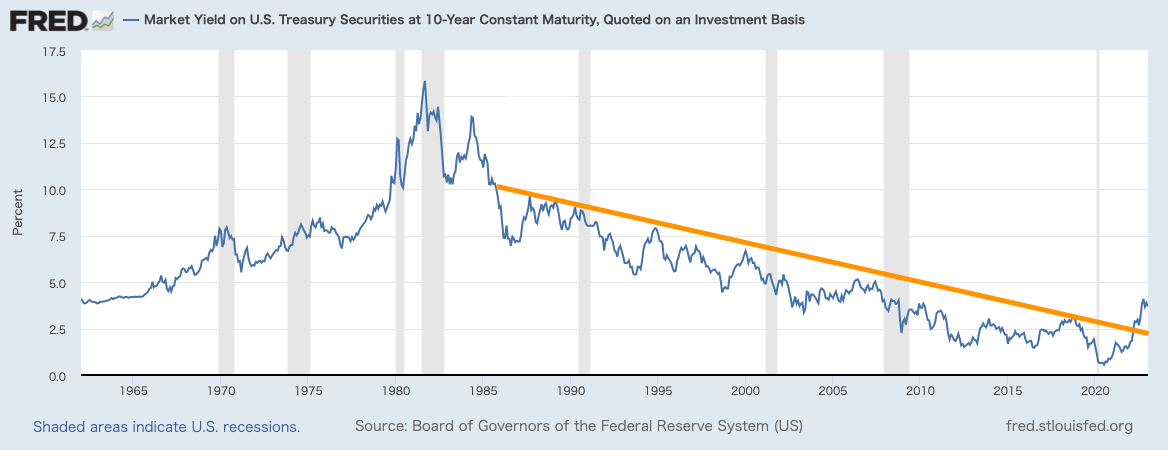 FRED Market Yield on U.S. Treasury Securities at 10-Year Constant Maturity, Quoted on an Investment Basis
17.5
15.0
12.5
10.0
7.5
5.0
2.5
0.0
Percent
1965 1970 1975 1980 1985 1990 1995 2000 2005 2010 2015 2020
Shaded areas indicate U.S. recessions. Source: Board of Governors of the Federal Reserve System (US) fred.stlouisfed.org